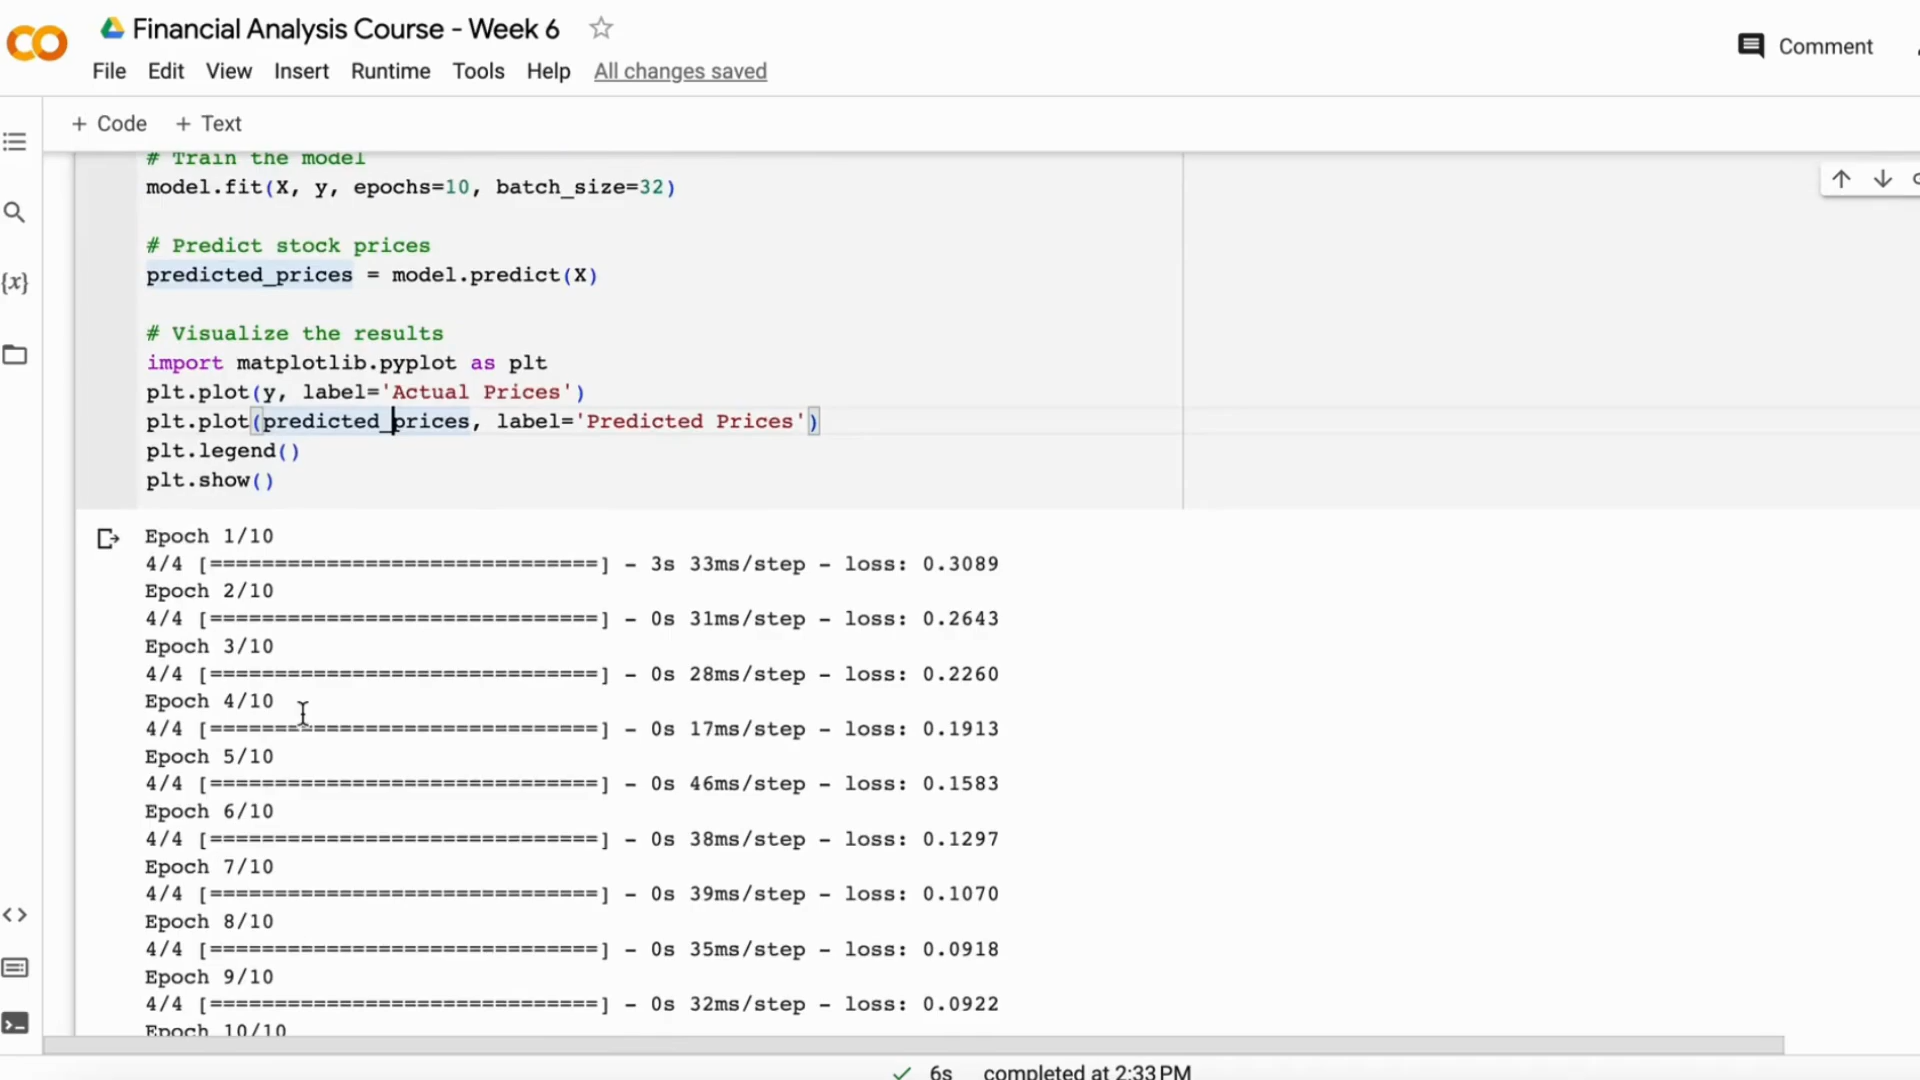 Financial Analysis Course - Week 6
File Edit View Insert Runtime Tools Help All changes saved
Comment
+ Code + Text
# Train the model
model.fit(X, y, epochs=10, batch_size=32)
# Predict stock prices
predicted_prices = model.predict(X)
# Visualize the results
import matplotlib.pyplot as plt
plt.plot(y, label='Actual Prices')
plt.plot(predicted_prices, label='Predicted Prices')
plt.legend()
plt.show()
Epoch 1/10
4/4 [==============================] - 3s 33ms/step - loss: 0.3089
Epoch 2/10
4/4 [==============================] - 0s 31ms/step - loss: 0.2643
Epoch 3/10
4/4 [==============================] - 0s 28ms/step - loss: 0.2260
Epoch 4/10
4/4 [==============================] - 0s 17ms/step - loss: 0.1913
Epoch 5/10
4/4 [==============================] - 0s 46ms/step - loss: 0.1583
Epoch 6/10
4/4 [==============================] - 0s 38ms/step - loss: 0.1297
Epoch 7/10
4/4 [==============================] - 0s 39ms/step - loss: 0.1070
Epoch 8/10
4/4 [==============================] - 0s 35ms/step - loss: 0.0918
Epoch 9/10
4/4 [==============================] - 0s 32ms/step - loss: 0.0922
Epoch 10/10
6s completed at 2:33 PM